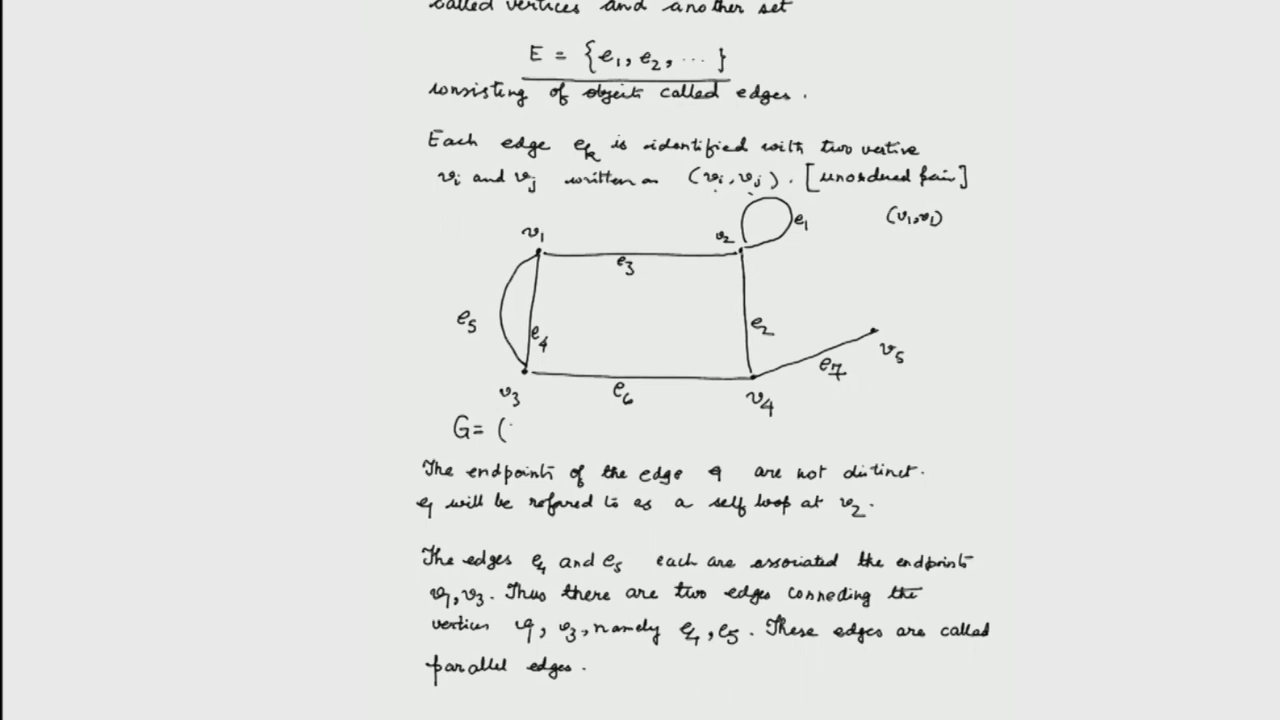 called vertices and another set
E = {e1, e2, ... }
consisting of objects called edges.
Each edge ek is identified with two vertive
vi and vj written as (vi, vj). [unordered pair]
e1 (v1,v1)
v1 v2
e3
e5 e4 e2
v5
e7
v3 e6 v4
G= (
The endpoints of the edge e1 are not distinct.
e1 will be refared to as a self loop at v2.
The edges e4 and e5 each are associated the endpoints
v1, v3. Thus there are two edges conneding the
vertices v1, v3, namely e4, e5. These edges are called
parallel edges.